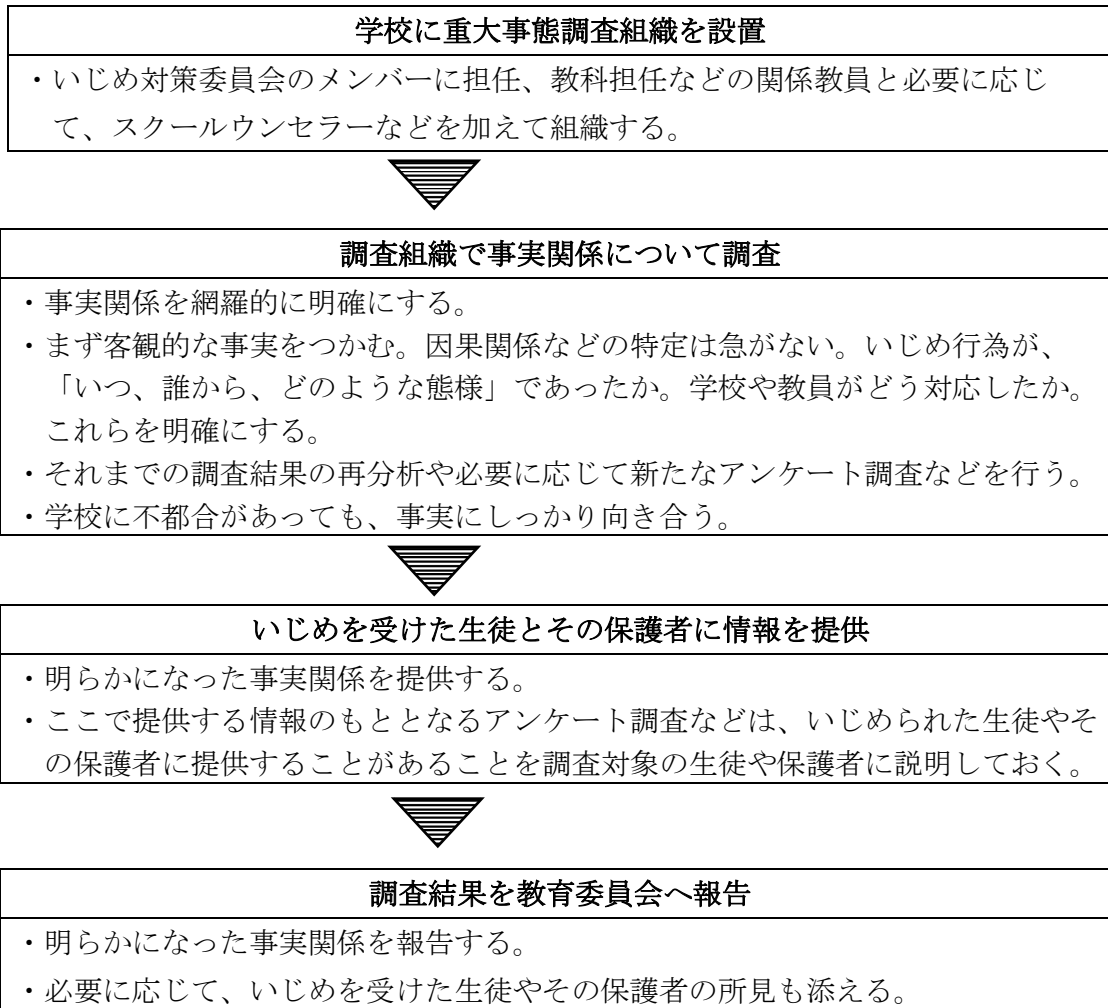 学校に重大事態調査組織を設置
・いじめ対策委員会のメンバーに担任、教科担任などの関係教員と必要に応じ
て、スクールウンセラーなどを加えて組織する。
調査組織で事実関係について調査
・事実関係を網羅的に明確にする。
・まず客観的な事実をつかむ。因果関係などの特定は急がない。いじめ行為が、
「いつ、誰から、どのような態様」であったか。学校や教員がどう対応したか。
これらを明確にする。
・それまでの調査結果の再分析や必要に応じて新たなアンケート調査などを行う。
・学校に不都合があっても、事実にしっかり向き合う。
いじめを受けた生徒とその保護者に情報を提供
・明らかになった事実関係を提供する。
・ここで提供する情報のもととなるアンケート調査などは、いじめられた生徒やそ
の保護者に提供することがあることを調査対象の生徒や保護者に説明しておく。
調査結果を教育委員会へ報告
・明らかになった事実関係を報告する。
・必要に応じて、いじめを受けた生徒やその保護者の所見も添える。